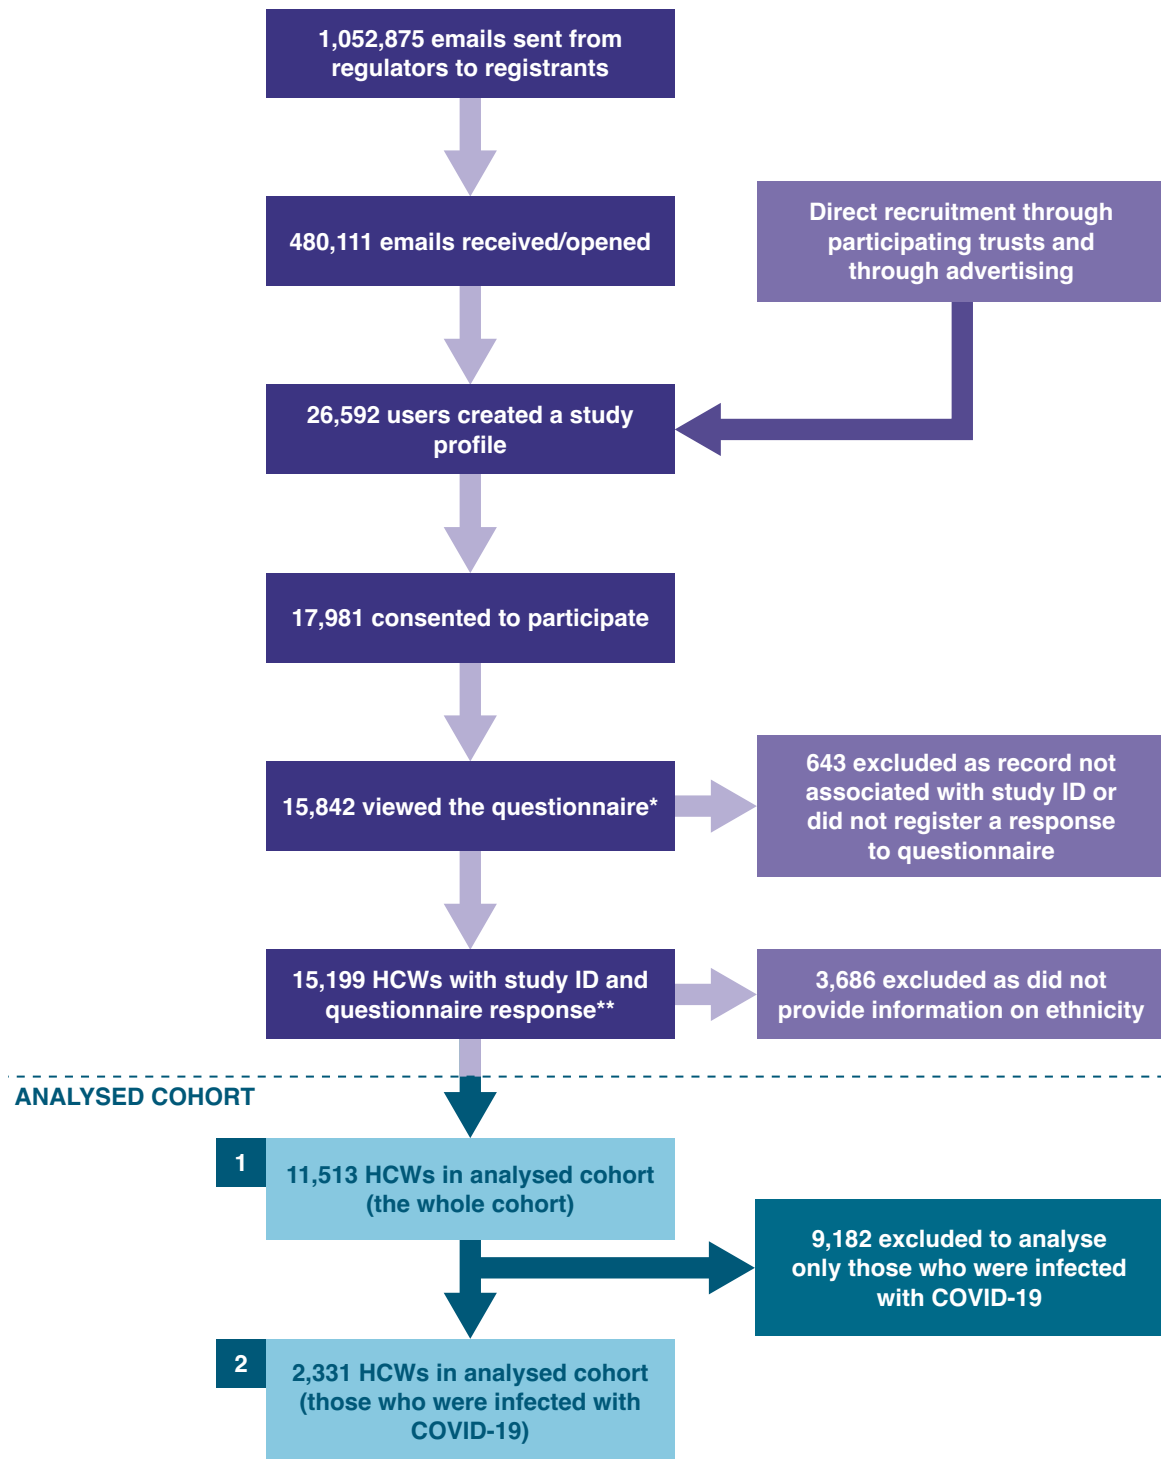 1,052,875 emails sent from
regulators to registrants
480,111 emails received/opened
Direct recruitment through
participating trusts and
through advertising
26,592 users created a study
profile
17,981 consented to participate
15,842 viewed the questionnaire*
643 excluded as record not
associated with study ID or
did not register a response
to questionnaire
15,199 HCWs with study ID and
questionnaire response**
3,686 excluded as did not
provide information on ethnicity
ANALYSED COHORT
1
11,513 HCWs in analysed cohort
(the whole cohort)
9,182 excluded to analyse
only those who were infected
with COVID-19
2
2,331 HCWs in analysed cohort
(those who were infected with
COVID-19)